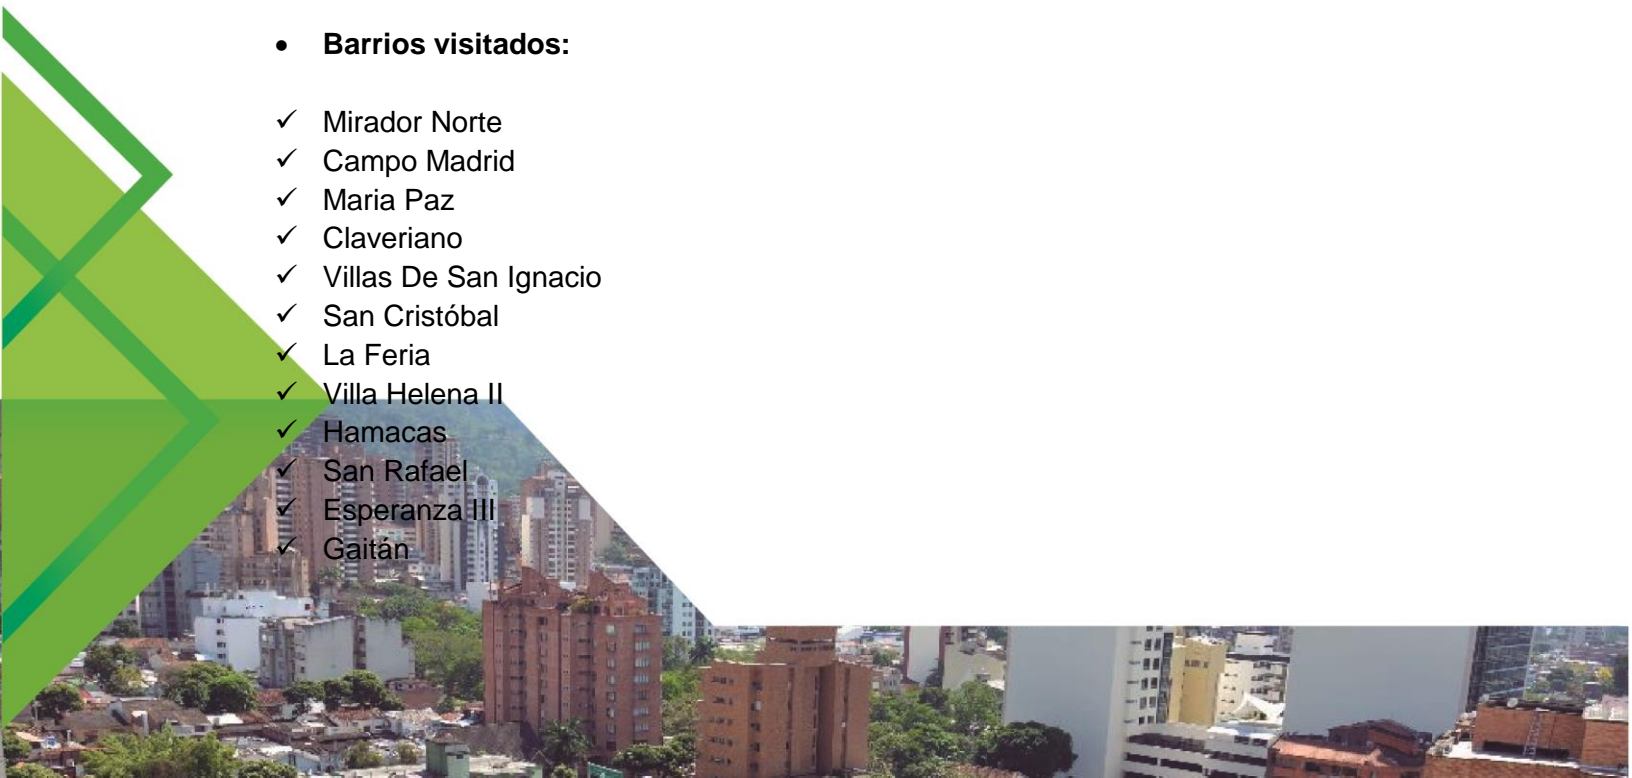 • Barrios visitados:
✓ Mirador Norte
✓ Campo Madrid
✓ Maria Paz
✓ Claveriano
✓ Villas De San Ignacio
✓ San Cristóbal
✓ La Feria
✓ Villa Helena II
✓ Hamacas
✓ San Rafael
✓ Esperanza III
✓ Gaitán